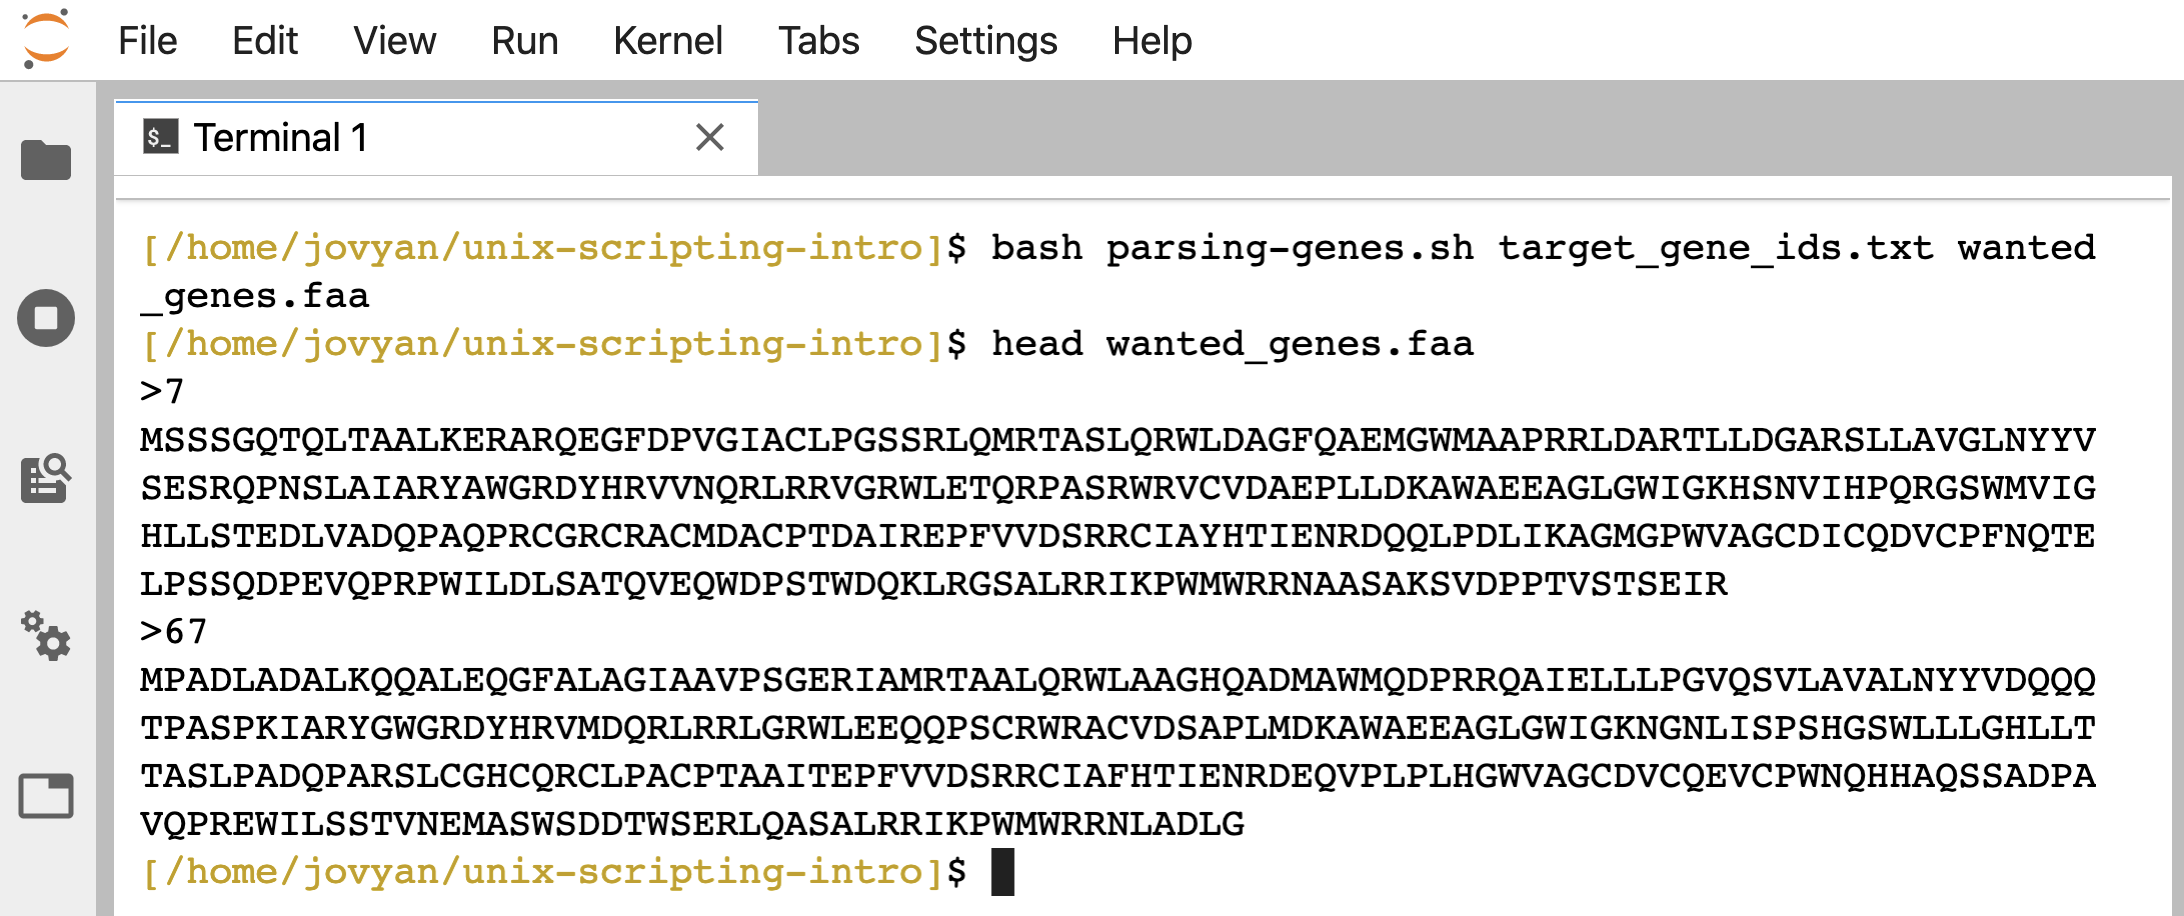 File Edit View Run Kernel Tabs Settings Help
$_ Terminal 1
[/home/jovyan/unix-scripting-intro]$ bash parsing-genes.sh target_gene_ids.txt wanted
_genes.faa
[/home/jovyan/unix-scripting-intro]$ head wanted_genes.faa
>7
MSSSGQTQLTAALKERARQEGFDPVGIACLPGSSRLQMRTASLQRWLDAGFQAEMGWMAAPRRLDARTLLDGARSLLAVGLNYYV
SESRQPNSLAIARYAWGRDYHRVVNQRLRRVGRWLETQRPASRWRVCVDAEPLLDKAWAEEAGLGWIGKHSNVIHPQRGSWMVIG
HLLSTEDLVADQPAQPRCGRCRACMDACPTDAIREPFVVDSRRCIAYHTIENRDQQLPDLIKAGMGPWVAGCDICQDVCPFNQTE
LPSSQDPEVQPRPWILDLSATQVEQWDPSTWDQKLRGSALRRIKPWMWRRNAASAKSVDPPTVSTSEIR
>67
MPADLADALKQQALEQGFALAGIAAVPSGERIAMRTAALQRWLAAGHQADMAWMQDPRRQAIELLLPGVQSVLAVALNYYVDQQQ
TPASPKIARYGWGRDYHRVMDQRLRRLGRWLEEQQPSCRWRACVDSAPLMDKAWAEEAGLGWIGKNGNLISPSHGSWLLLGHLLT
TASLPADQPARSLCGHCQRCLPACPTAAITEPFVVDSRRCIAFHTIENRDEQVPLPLHGWVAGCDVCQEVCPWNQHHAQSSADPA
VQPREWILSSTVNEMASWSDDTWSERLQASALRRIKPWMWRRNLADLG
[/home/jovyan/unix-scripting-intro]$